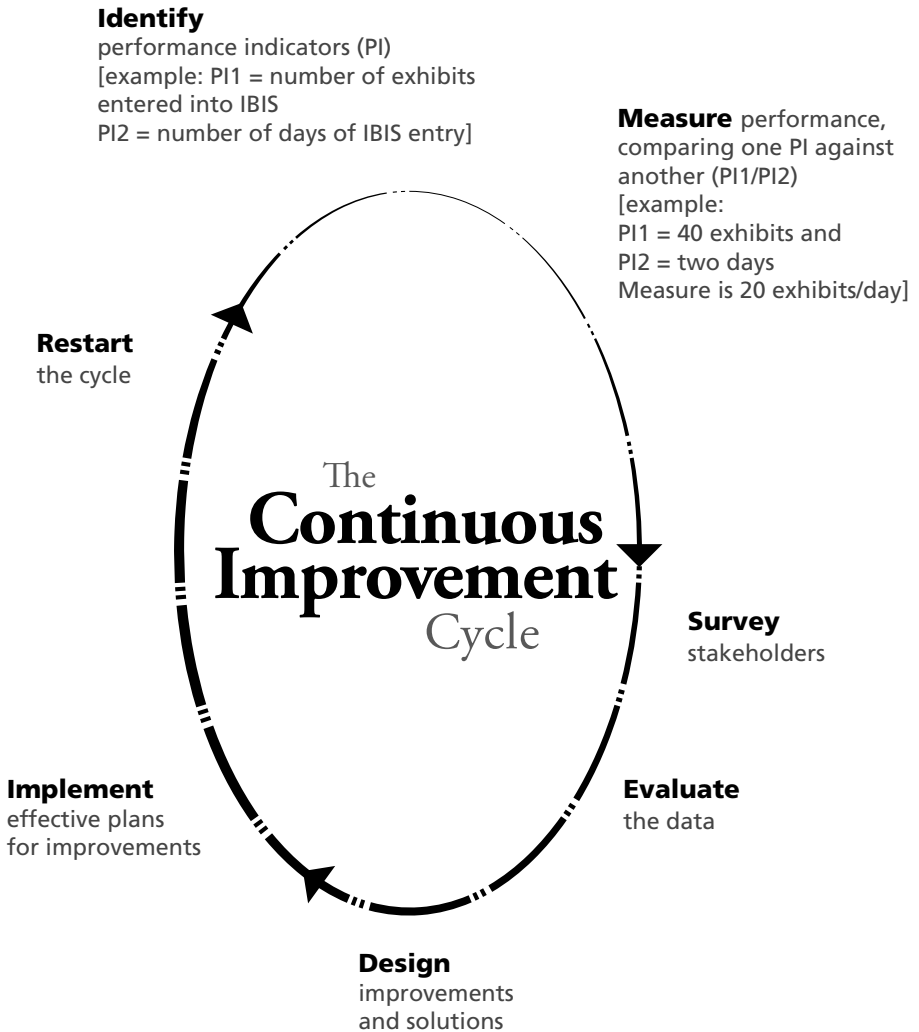 Identify
performance indicators (PI)
[example: PI1 = number of exhibits
entered into IBIS
PI2 = number of days of IBIS entry]
Measure performance,
comparing one PI against
another (PI1/PI2)
[example:
PI1 = 40 exhibits and
PI2 = two days
Measure is 20 exhibits/day]
Survey
stakeholders
Evaluate
the data
Design
improvements
and solutions
Implement
effective plans
for improvements
Restart
the cycle
The
Continuous
Improvement
Cycle